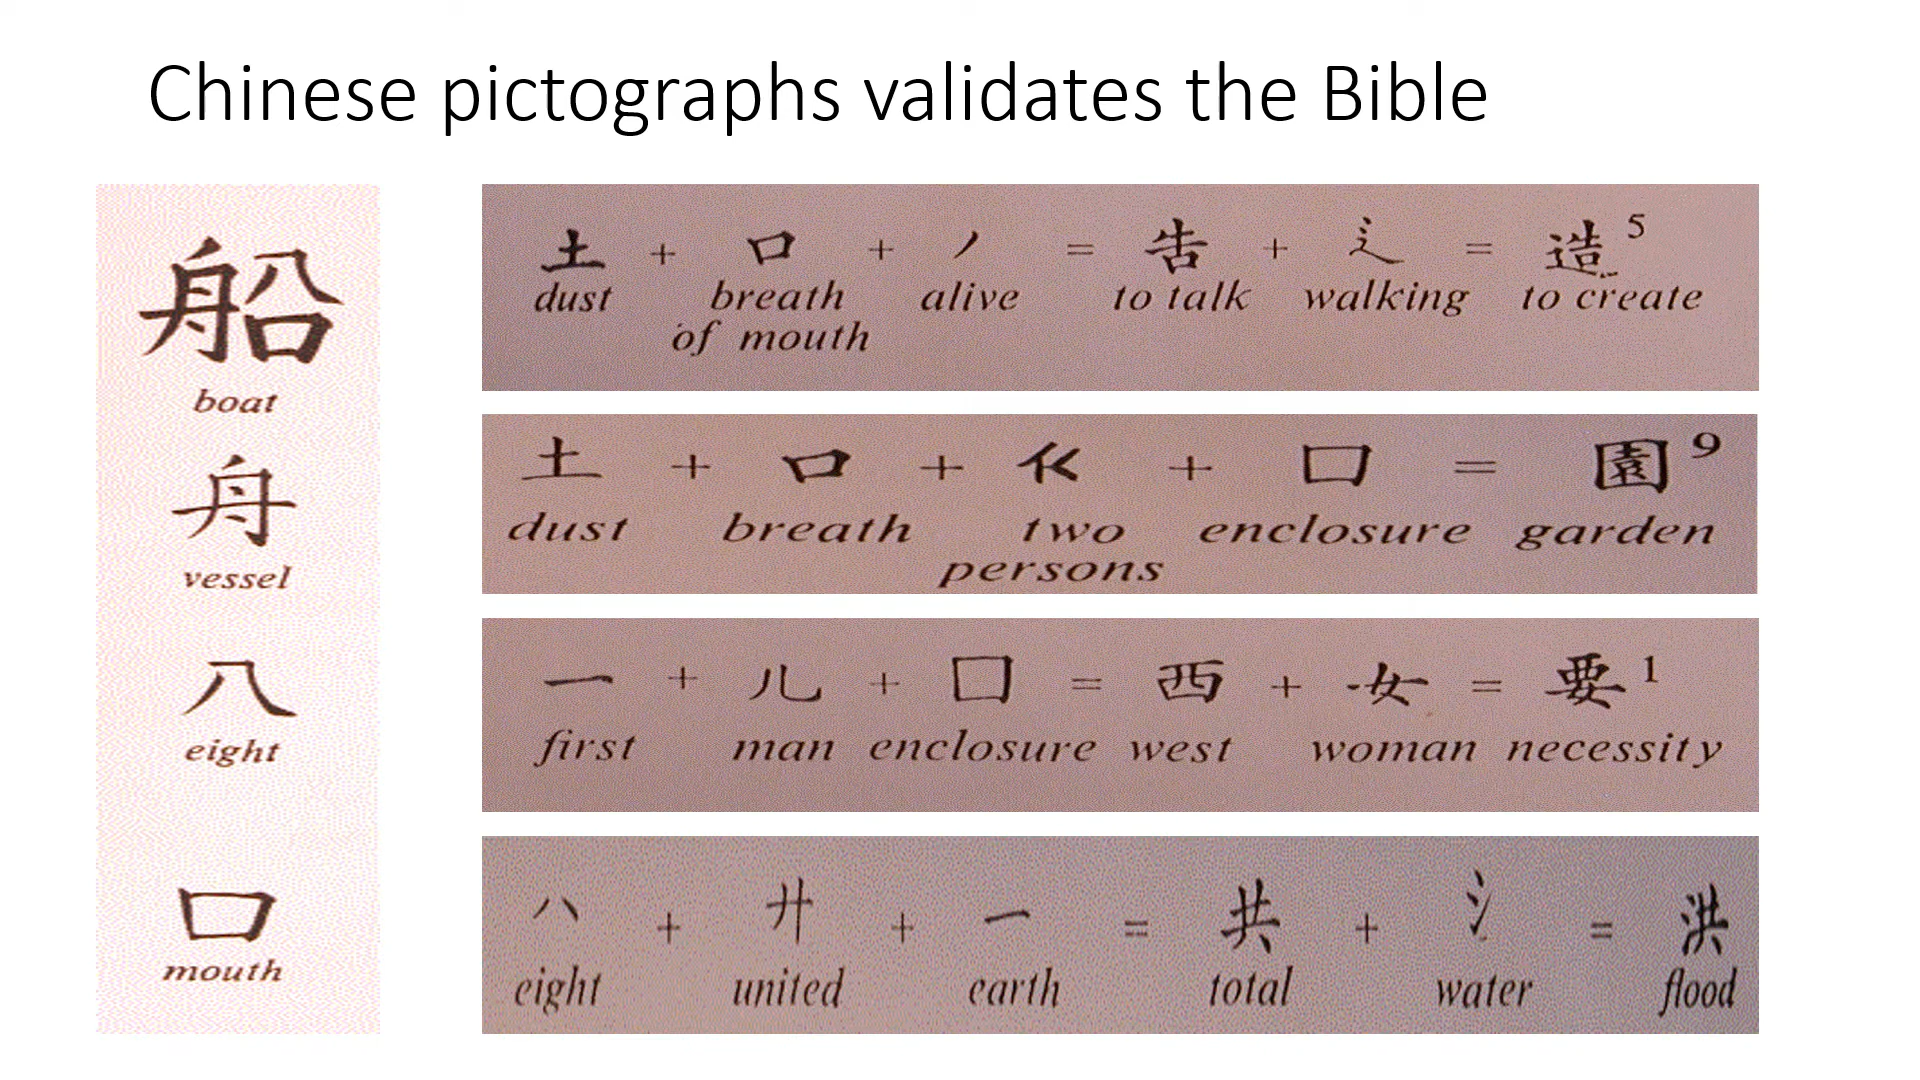 Chinese pictographs validates the Bible
船
boat
舟
vessel
八
eight
口
mouth
土 + 口 + ノ = 告 + 辶 = 造 5
dust breath alive to talk walking to create
of mouth
土 + 口 + 𠂇 + 囗 = 園 9
dust breath two enclosure garden
persons
一 + 儿 + 囗 = 西 + 女 = 要 1
first man enclosure west woman necessity
八 + 廾 + 一 = 共 + 氵 = 洪
eight united earth total water flood